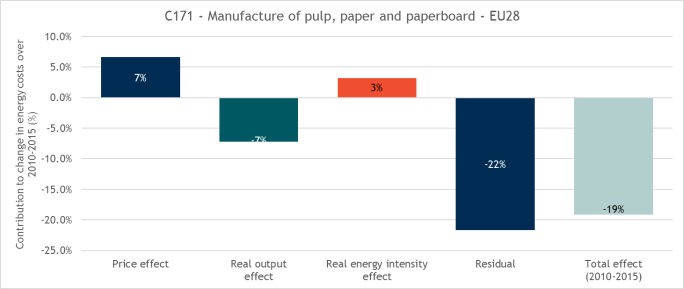 C171 - Manufacture of pulp, paper and paperboard - EU28
Contribution to change in energy costs over
2010-2015 (%)
10.0%
5.0%
0.0%
-5.0%
-10.0%
-15.0%
-20.0%
-25.0%
7%
-7%
3%
-22%
-19%
Price effect
Real output
effect
Real energy intensity
effect
Residual
Total effect
(2010-2015)